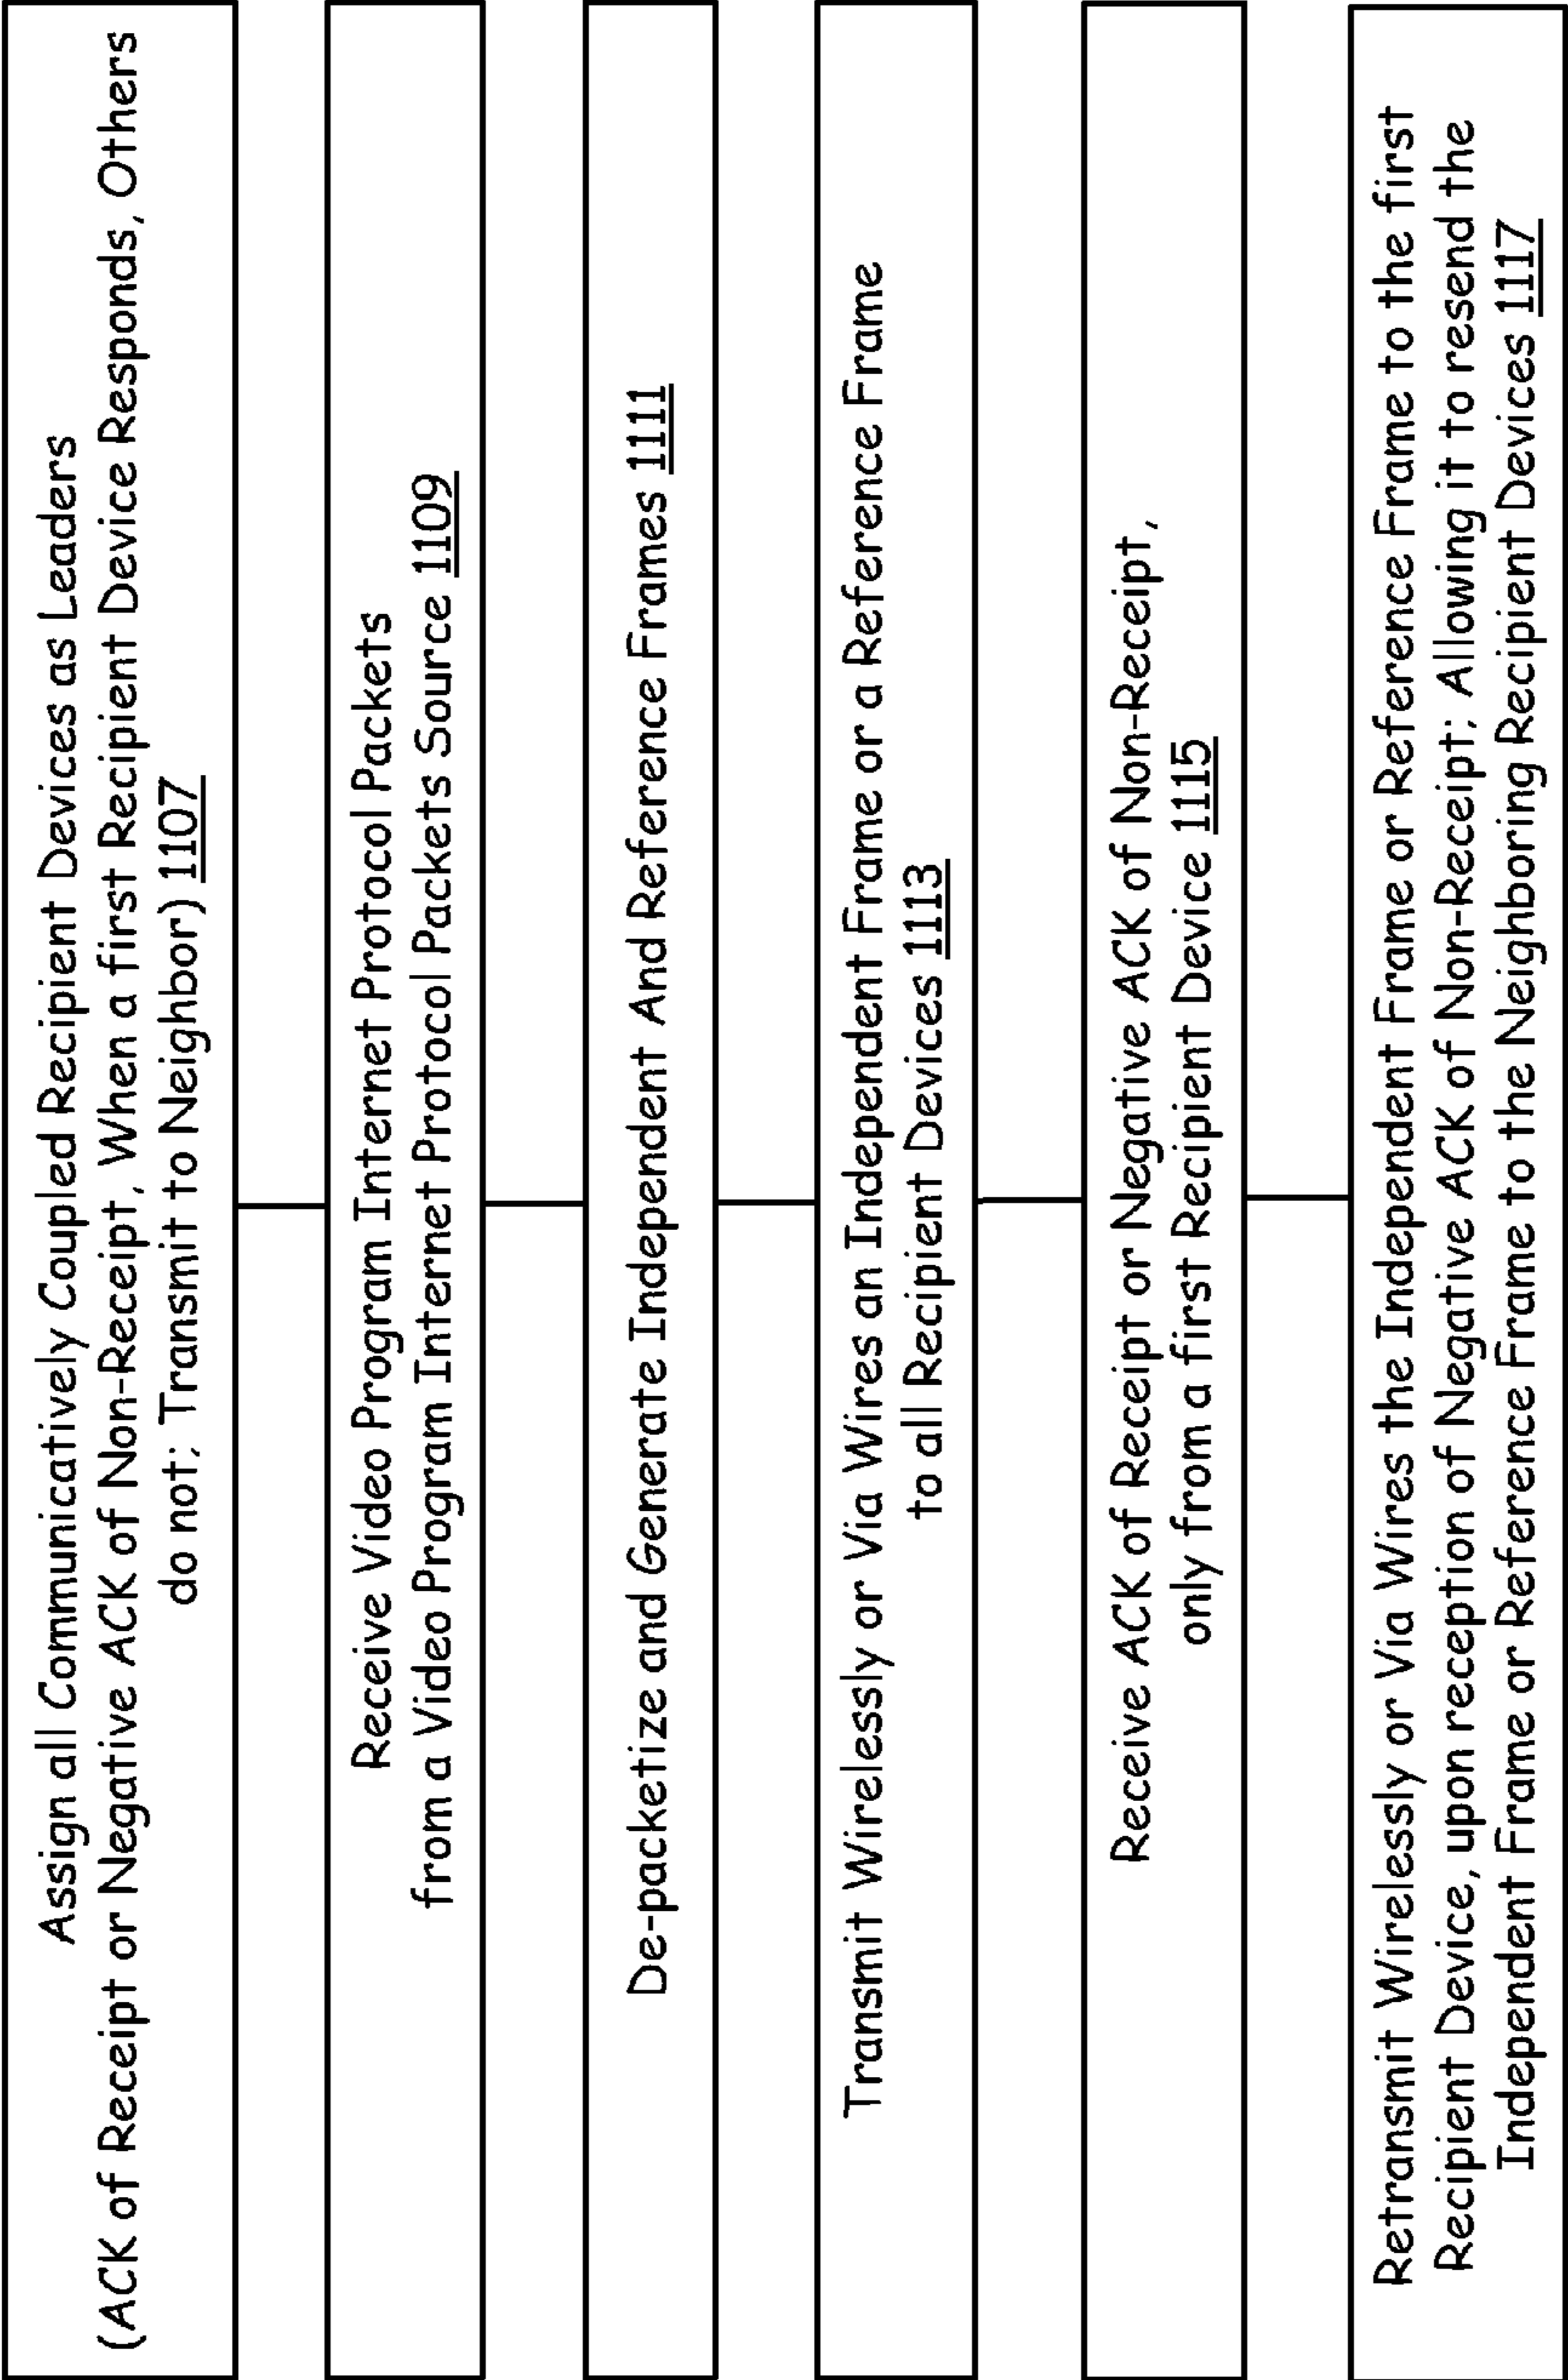 Assign all Communicatively Coupled Recipient Devices as Leaders
(ACK of Receipt or Negative ACK of Non-Receipt, When a first Recipient Device Responds, Others
do not; Transmit to Neighbor) 1107
Receive Video Program Internet Protocol Packets
from a Video Program Internet Protocol Packets Source 1109
De-packetize and Generate Independent And Reference Frames 1111
Transmit Wirelessly or Via Wires an Independent Frame or a Reference Frame
to all Recipient Devices 1113
Receive ACK of Receipt or Negative ACK of Non-Receipt,
only from a first Recipient Device 1115
Retransmit Wirelessly or Via Wires the Independent Frame or Reference Frame to the first
Recipient Device, upon reception of Negative ACK of Non-Receipt; Allowing it to resend the
Independent Frame or Reference Frame to the Neighboring Recipient Devices 1117